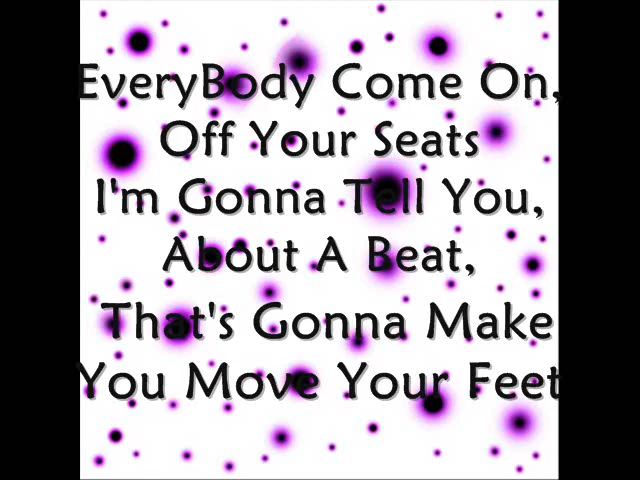 EveryBody Come On,
Off Your Seats
I'm Gonna Tell You,
About A Beat,
That's Gonna Make
You Move Your Feet